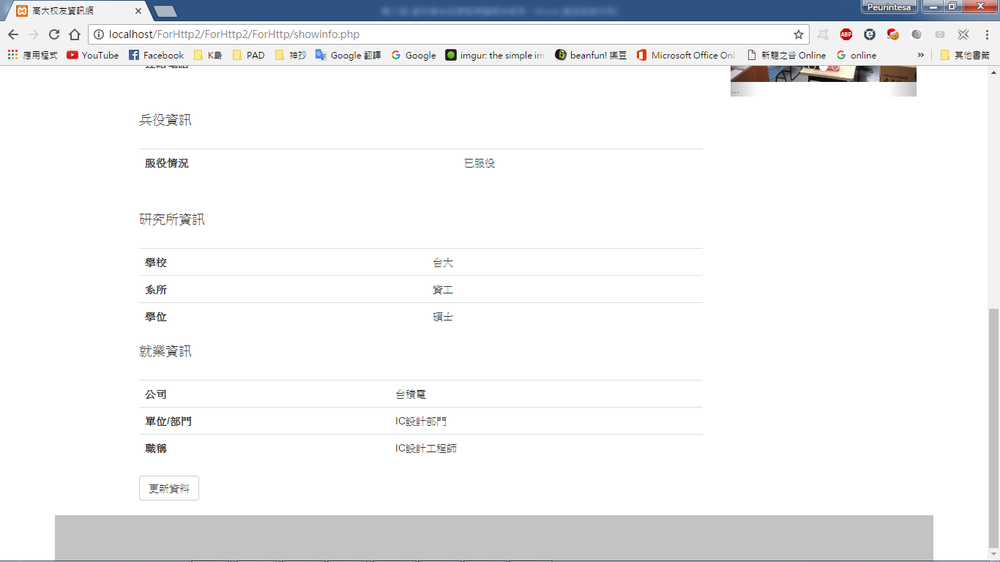 高大校友資訊網
Peurintesa
localhost/ForHttp2/ForHttp2/ForHttp/showinfo.php
ABP
應用程式 YouTube Facebook K島 PAD 神抄 Google 翻譯 Google imgur: the simple im beanfun! 樂豆 Microsoft Office Onl 新龍之谷 Online online » 其他書籤
...
兵役資訊
服役情況 已服役
研究所資訊
學校 台大
系所 資工
學位 碩士
就業資訊
公司 台積電
單位/部門 IC設計部門
職稱 IC設計工程師
更新資料